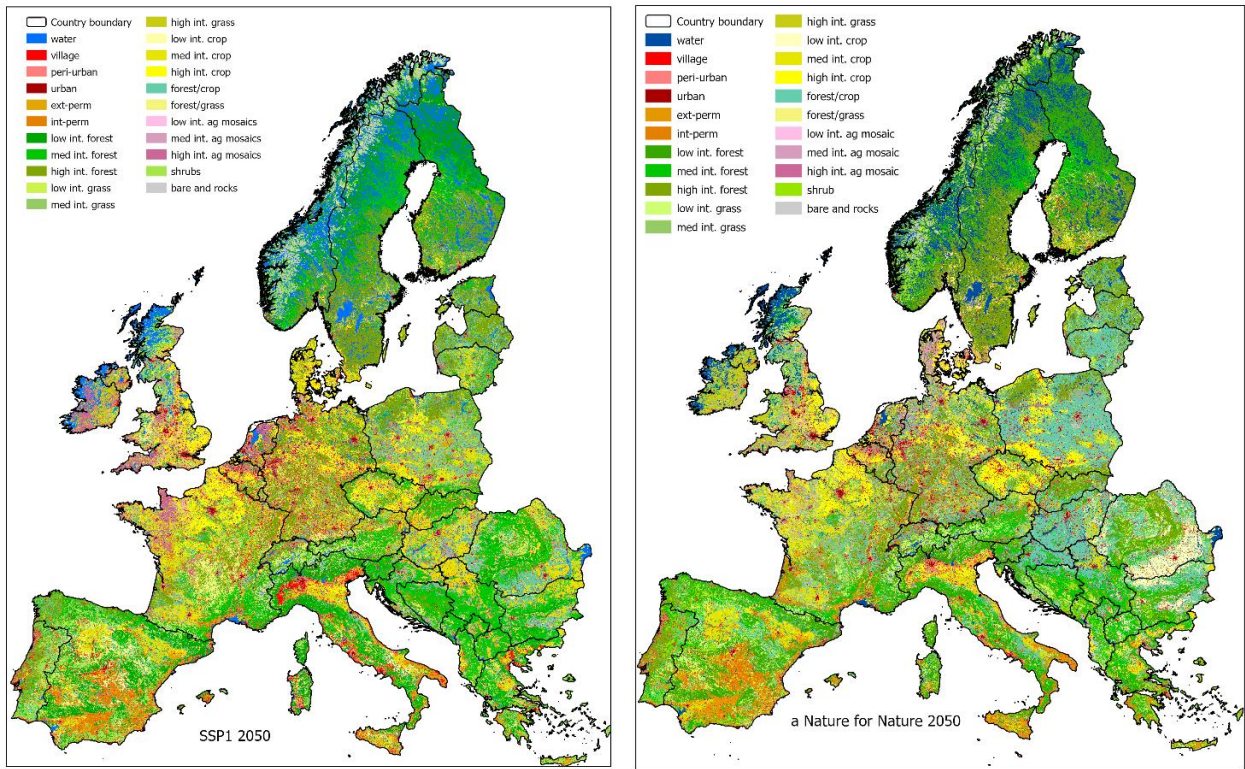 Country boundary
water
village
peri-urban
urban
ext-perm
int-perm
low int. forest
med int. forest
high int. forest
low int. grass
med int. grass
high int. grass
low int. crop
med int. crop
high int. crop
forest/crop
forest/grass
low int. ag mosaics
med int. ag mosaics
high int. ag mosaics
shrubs
bare and rocks
SSP1 2050
Country boundary
water
village
peri-urban
urban
ext-perm
int-perm
low int. forest
med int. forest
high int. forest
low int. grass
med int. grass
high int. grass
low int. crop
med int. crop
high int. crop
forest/crop
forest/grass
low int. ag mosaic
med int. ag mosaic
high int. ag mosaic
shrub
bare and rocks
a Nature for Nature 2050